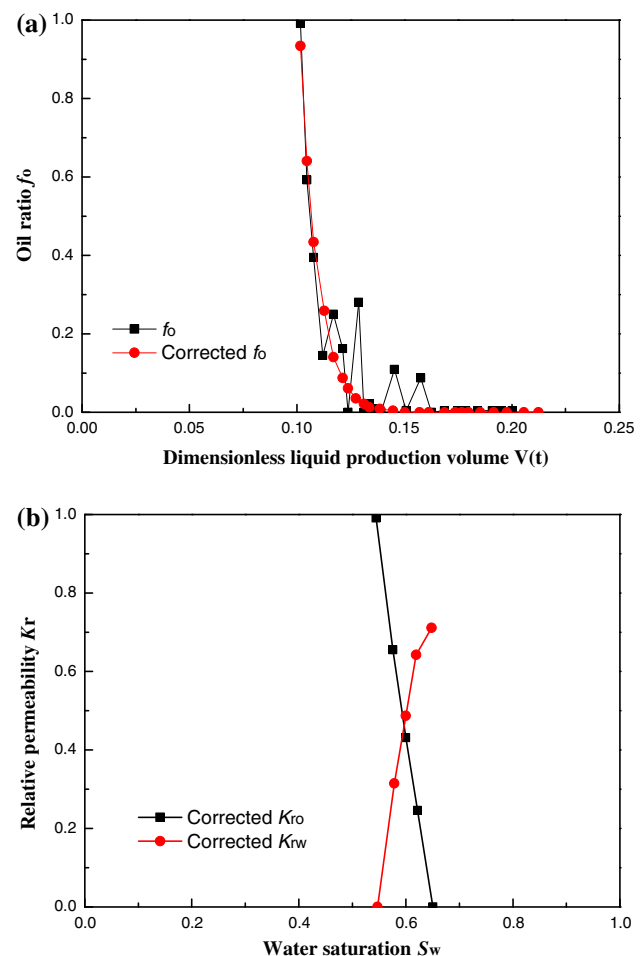 (a)
1.0
0.8
0.6
0.4
0.2
0.0
Oil ratio fo
fo
Corrected fo
0.00
0.05
0.10
0.15
0.20
0.25
Dimensionless liquid production volume V(t)
(b)
1.0
0.8
0.6
0.4
0.2
0.0
Relative permeability Kr
Corrected Kro
Corrected Krw
0.0
0.2
0.4
0.6
0.8
1.0
Water saturation Sw